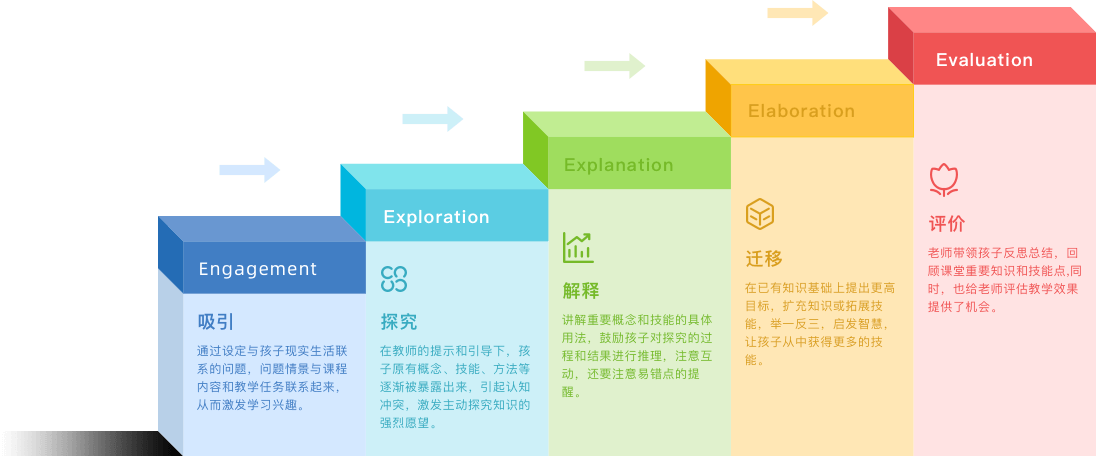 Engagement
吸引
通过设定与孩子现实生活联
系的问题，问题情景与课程
内容和教学任务联系起来，
从而激发学习兴趣。
Exploration
探究
在教师的提示和引导下，孩
子原有概念、技能、方法等
逐渐被暴露出来，引起认知
冲突，激发主动探究知识的
强烈愿望。
Explanation
解释
讲解重要概念和技能的具体
用法，鼓励孩子对探究的过
程和结果进行推理，注意互
动，还要注意易错点的提
醒。
Elaboration
迁移
在已有知识基础上提出更高
目标，扩充知识或拓展技
能，举一反三，启发智慧，
让孩子从中获得更多的技
能。
Evaluation
评价
老师带领孩子反思总结，回
顾课堂重要知识和技能点,同
时，也给老师评估教学效果
提供了机会。